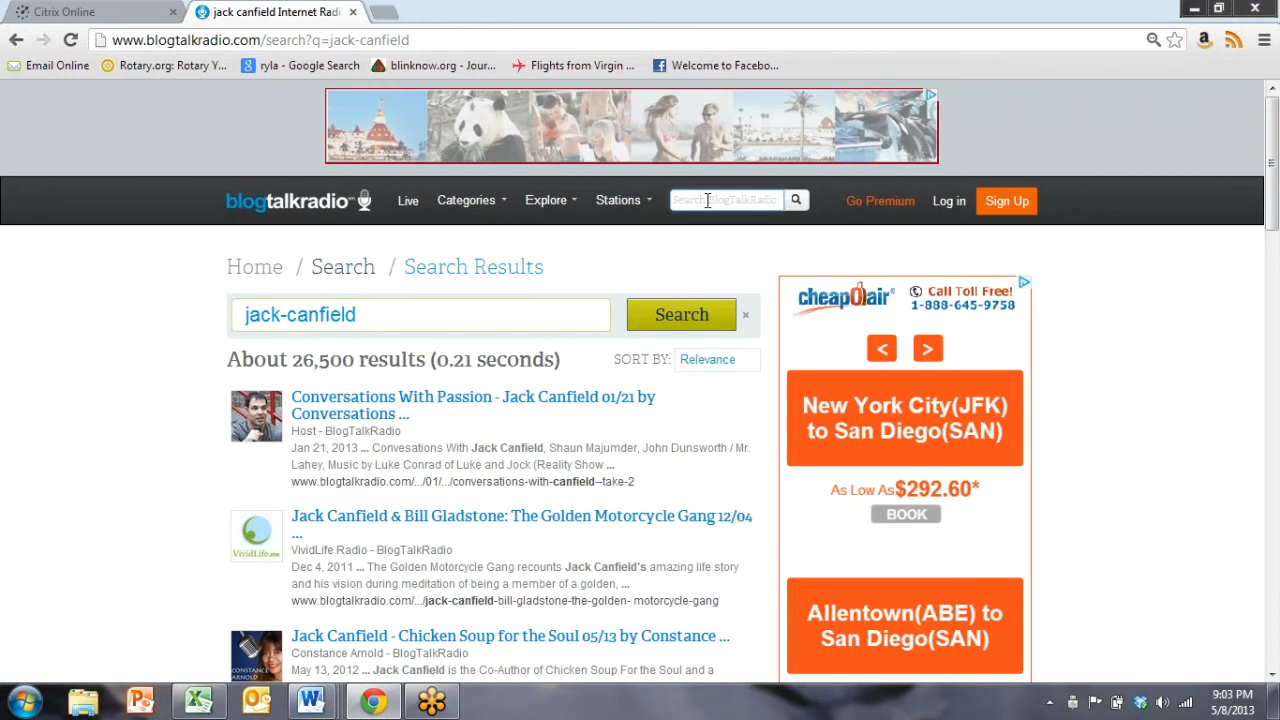 Citrix Online
jack canfield Internet Radi
www.blogtalkradio.com/search?q=jack-canfield
Email Online
Rotary.org: Rotary Y...
ryla - Google Search
blinknow.org - Jour...
Flights from Virgin ...
Welcome to Facebo...
blogtalkradio
Live
Categories
Explore
Stations
Search BlogTalkRadio
Go Premium
Log in
Sign Up
Home / Search / Search Results
jack-canfield
Search
×
About 26,500 results (0.21 seconds)
SORT BY: Relevance
Conversations With Passion - Jack Canfield 01/21 by
Conversations ...
Host - BlogTalkRadio
Jan 21, 2013 ... Convesations With Jack Canfield, Shaun Majumder, John Dunsworth / Mr.
Lahey, Music by Luke Conrad of Luke and Jock (Reality Show ...
www.blogtalkradio.com/.../01/.../conversations-with-canfield--take-2
VividLife.me
Jack Canfield & Bill Gladstone: The Golden Motorcycle Gang 12/04
...
VividLife Radio - BlogTalkRadio
Dec 4, 2011 ... The Golden Motorcycle Gang recounts Jack Canfield's amazing life story
and his vision during meditation of being a member of a golden, ...
www.blogtalkradio.com/.../jack-canfield-bill-gladstone-the-golden- motorcycle-gang
CONSTANCE
ARNOLD
Jack Canfield - Chicken Soup for the Soul 05/13 by Constance ...
Constance Arnold - BlogTalkRadio
May 13, 2012 ... Jack Canfield is the Co-Author of Chicken Soup For the Soul and a
cheapOair
Call Toll Free!
1-888-645-9758
< >
New York City(JFK)
to San Diego(SAN)
As Low As $292.60*
BOOK
Allentown(ABE) to
San Diego(SAN)
9:03 PM
5/8/2013